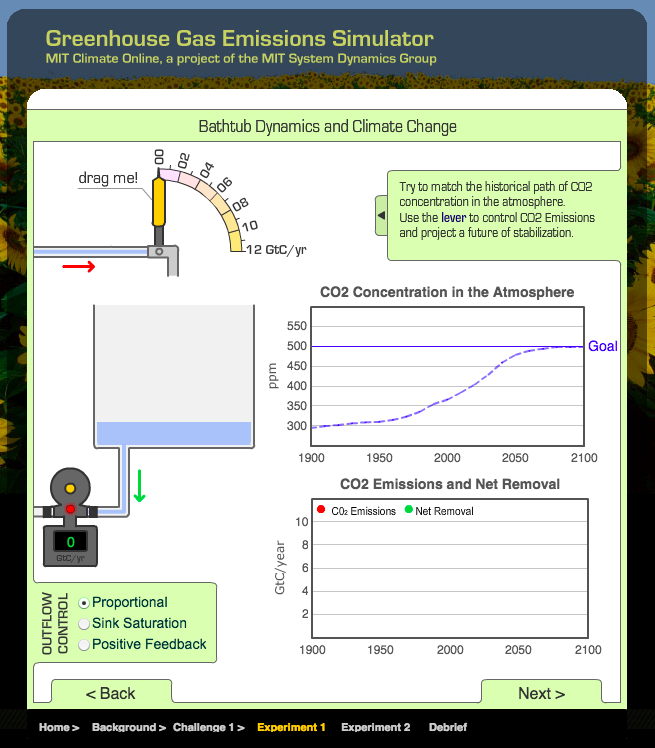 Greenhouse Gas Emissions Simulator
MIT Climate Online, a project of the MIT System Dynamics Group
Bathtub Dynamics and Climate Change
drag me!
00
02
04
06
08
10
12 GtC/yr
Try to match the historical path of CO2
concentration in the atmosphere.
Use the lever to control CO2 Emissions
and project a future of stabilization.
CO2 Concentration in the Atmosphere
550
500
450
400
350
300
ppm
Goal
1900 1950 2000 2050 2100
CO2 Emissions and Net Removal
CO₂ Emissions Net Removal
10
8
6
4
2
GtC/year
1900 1950 2000 2050 2100
0
GtC/yr
OUTFLOW
CONTROL
Proportional
Sink Saturation
Positive Feedback
< Back
Next >
Home > Background > Challenge 1 > Experiment 1 Experiment 2 Debrief